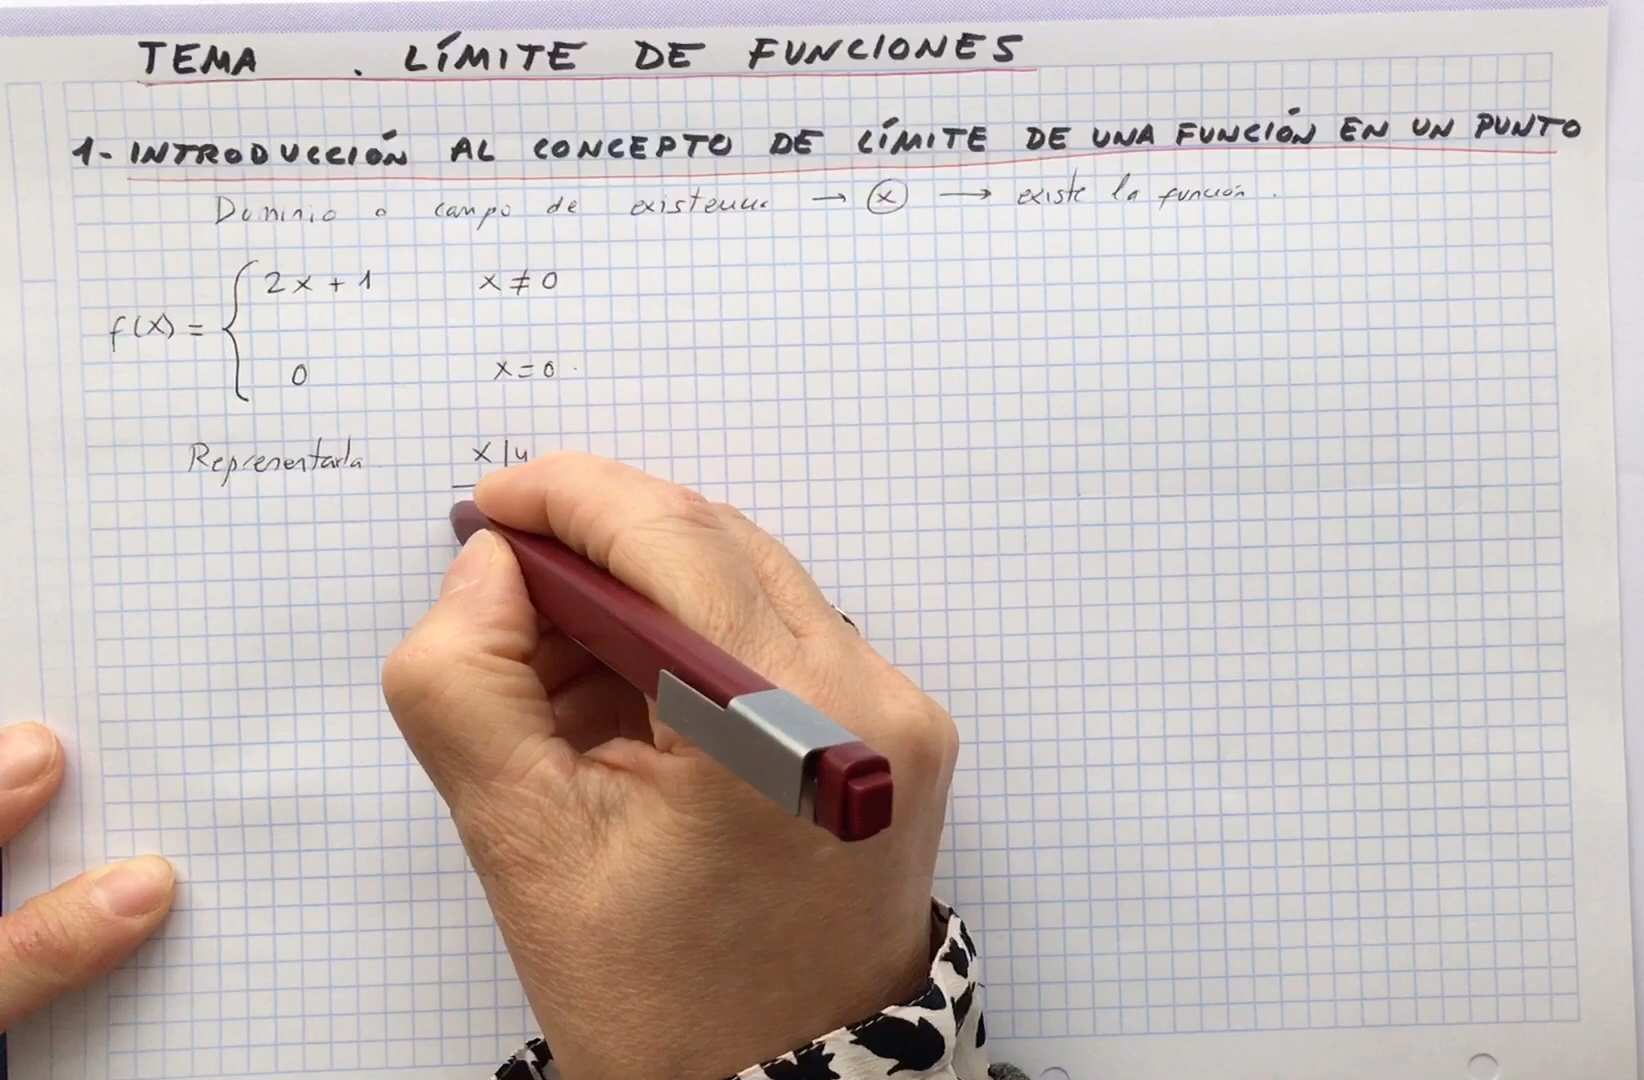 TEMA . LÍMITE DE FUNCIONES
1- INTRODUCCIÓN AL CONCEPTO DE LÍMITE DE UNA FUNCIÓN EN UN PUNTO
Dominio o campo de existencia → ⓧ → existe la función.
f(x) = { 2x + 1 x ≠ 0
0 x = 0
Representarla x | y